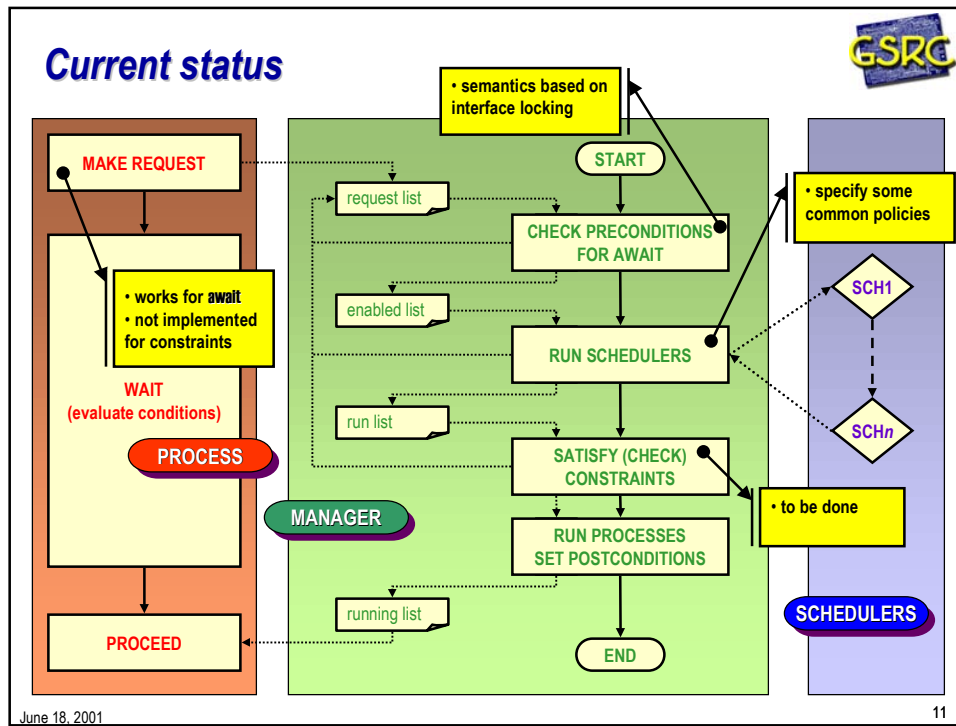 Current status
GSRC
• semantics based on
interface locking
MAKE REQUEST
START
request list
• specify some
common policies
CHECK PRECONDITIONS
FOR AWAIT
• works for await
• not implemented
for constraints
enabled list
SCH1
RUN SCHEDULERS
WAIT
(evaluate conditions)
run list
SCHn
PROCESS
SATISFY (CHECK)
CONSTRAINTS
MANAGER
• to be done
RUN PROCESSES
SET POSTCONDITIONS
running list
SCHEDULERS
PROCEED
END
June 18, 2001
11